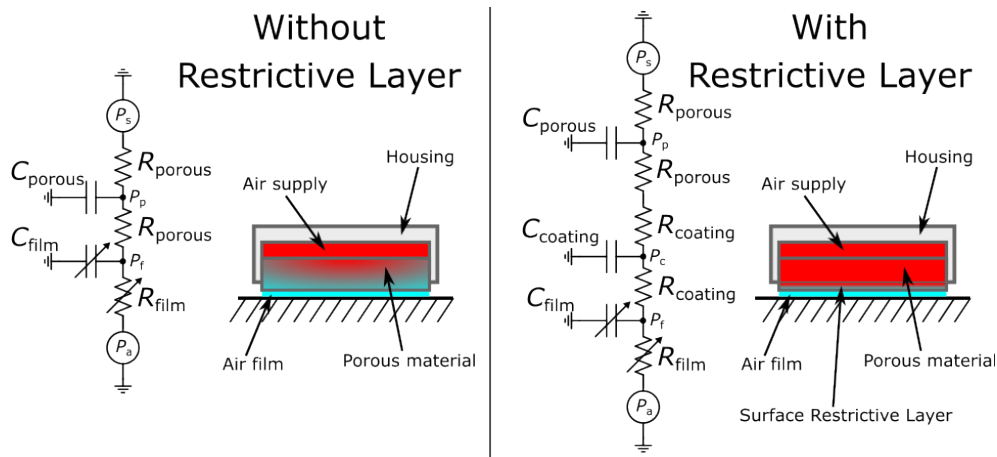 Without
Restrictive Layer
P_s
R_porous
C_porous
P_p
R_porous
C_film
P_f
R_film
P_a
Housing
Air supply
Air film
Porous material
With
Restrictive Layer
P_s
R_porous
C_porous
P_p
R_porous
R_coating
C_coating
P_c
R_coating
C_film
P_f
R_film
P_a
Housing
Air supply
Air film
Porous material
Surface Restrictive Layer